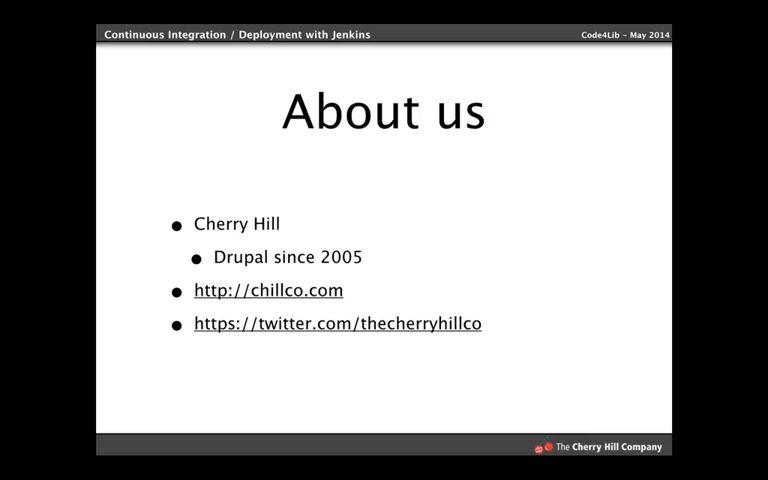 Continuous Integration / Deployment with Jenkins
Code4Lib - May 2014
About us
• Cherry Hill
• Drupal since 2005
• http://chillco.com
• https://twitter.com/thecherryhillco
The Cherry Hill Company